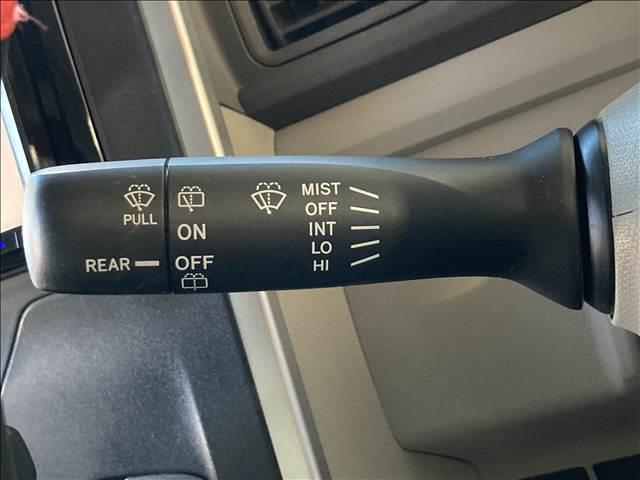 PULL
REAR
ON
OFF
MIST
OFF
INT
LO
HI